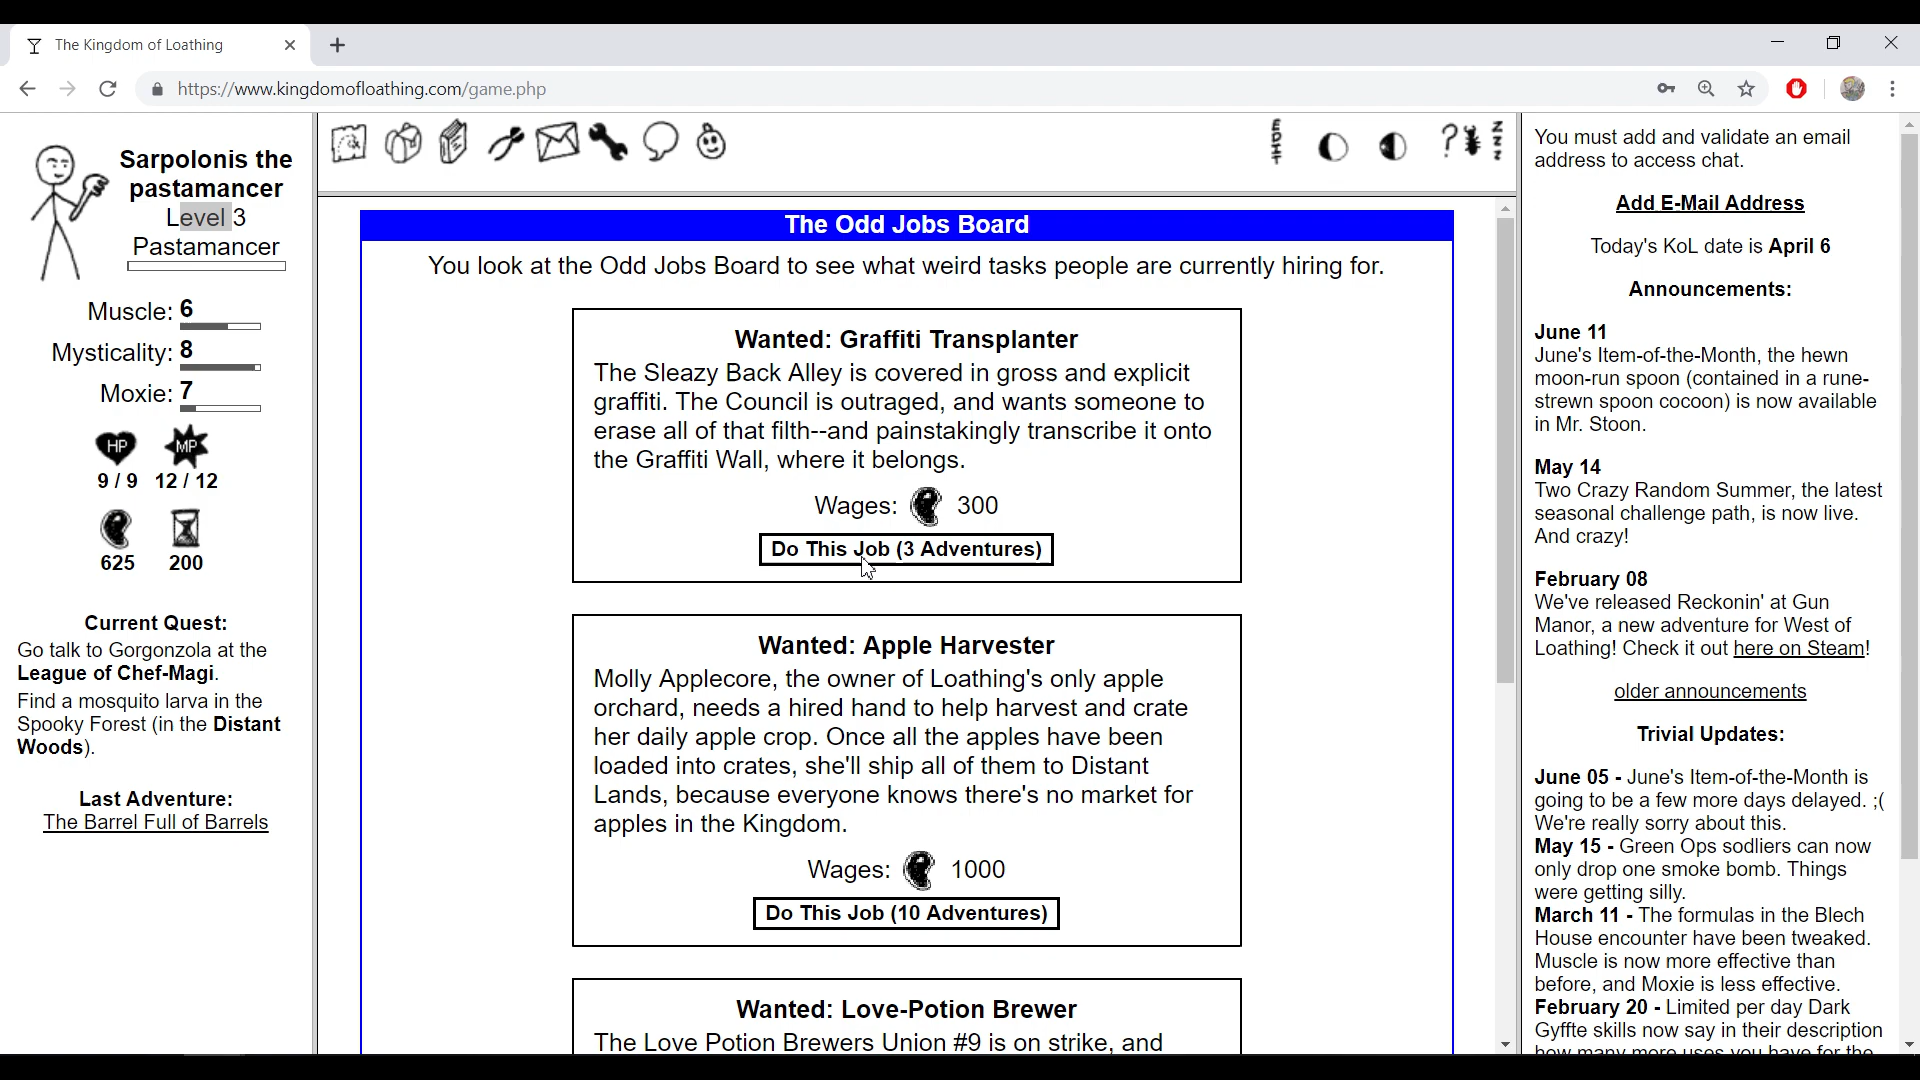 The Kingdom of Loathing
https://www.kingdomofloathing.com/game.php
Sarpolonis the
pastamancer
Level 3
Pastamancer
Muscle: 6
Mysticality: 8
Moxie: 7
HP MP
9 / 9 12 / 12
625 200
Current Quest:
Go talk to Gorgonzola at the
League of Chef-Magi.
Find a mosquito larva in the
Spooky Forest (in the Distant
Woods).
Last Adventure:
The Barrel Full of Barrels
EDIT
?
ZZZZ
The Odd Jobs Board
You look at the Odd Jobs Board to see what weird tasks people are currently hiring for.
Wanted: Graffiti Transplanter
The Sleazy Back Alley is covered in gross and explicit
graffiti. The Council is outraged, and wants someone to
erase all of that filth--and painstakingly transcribe it onto
the Graffiti Wall, where it belongs.
Wages: 300
Do This Job (3 Adventures)
Wanted: Apple Harvester
Molly Applecore, the owner of Loathing's only apple
orchard, needs a hired hand to help harvest and crate
her daily apple crop. Once all the apples have been
loaded into crates, she'll ship all of them to Distant
Lands, because everyone knows there's no market for
apples in the Kingdom.
Wages: 1000
Do This Job (10 Adventures)
Wanted: Love-Potion Brewer
The Love Potion Brewers Union #9 is on strike, and
You must add and validate an email
address to access chat.
Add E-Mail Address
Today's KoL date is April 6
Announcements:
June 11
June's Item-of-the-Month, the hewn
moon-run spoon (contained in a rune-
strewn spoon cocoon) is now available
in Mr. Stoon.
May 14
Two Crazy Random Summer, the latest
seasonal challenge path, is now live.
And crazy!
February 08
We've released Reckonin' at Gun
Manor, a new adventure for West of
Loathing! Check it out here on Steam!
older announcements
Trivial Updates:
June 05 - June's Item-of-the-Month is
going to be a few more days delayed. ;(
We're really sorry about this.
May 15 - Green Ops sodliers can now
only drop one smoke bomb. Things
were getting silly.
March 11 - The formulas in the Blech
House encounter have been tweaked.
Muscle is now more effective than
before, and Moxie is less effective.
February 20 - Limited per day Dark
Gyffte skills now say in their description
how many more uses you have for the